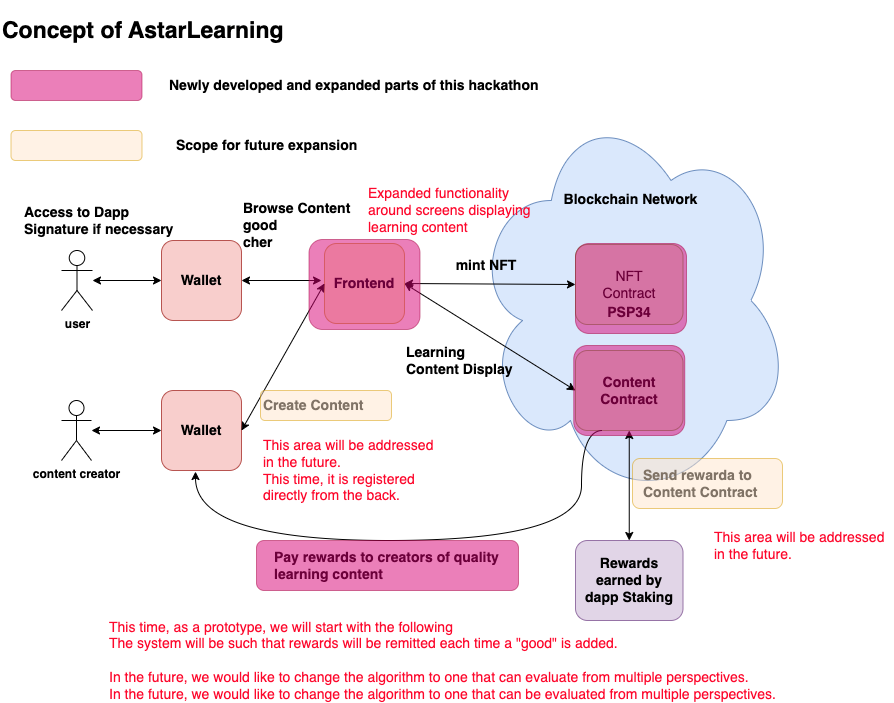 Concept of AstarLearning
Newly developed and expanded parts of this hackathon
Scope for future expansion
Access to Dapp
Signature if necessary
user
Wallet
Browse Content
good
cher
Expanded functionality
around screens displaying
learning content
Frontend
mint NFT
Blockchain Network
NFT
Contract
PSP34
Learning
Content Display
Content
Contract
content creator
Wallet
Create Content
This area will be addressed
in the future.
This time, it is registered
directly from the back.
Send rewarda to
Content Contract
This area will be addressed
in the future.
Pay rewards to creators of quality
learning content
Rewards
earned by
dapp Staking
This time, as a prototype, we will start with the following
The system will be such that rewards will be remitted each time a "good" is added.
In the future, we would like to change the algorithm to one that can evaluate from multiple perspectives.
In the future, we would like to change the algorithm to one that can be evaluated from multiple perspectives.